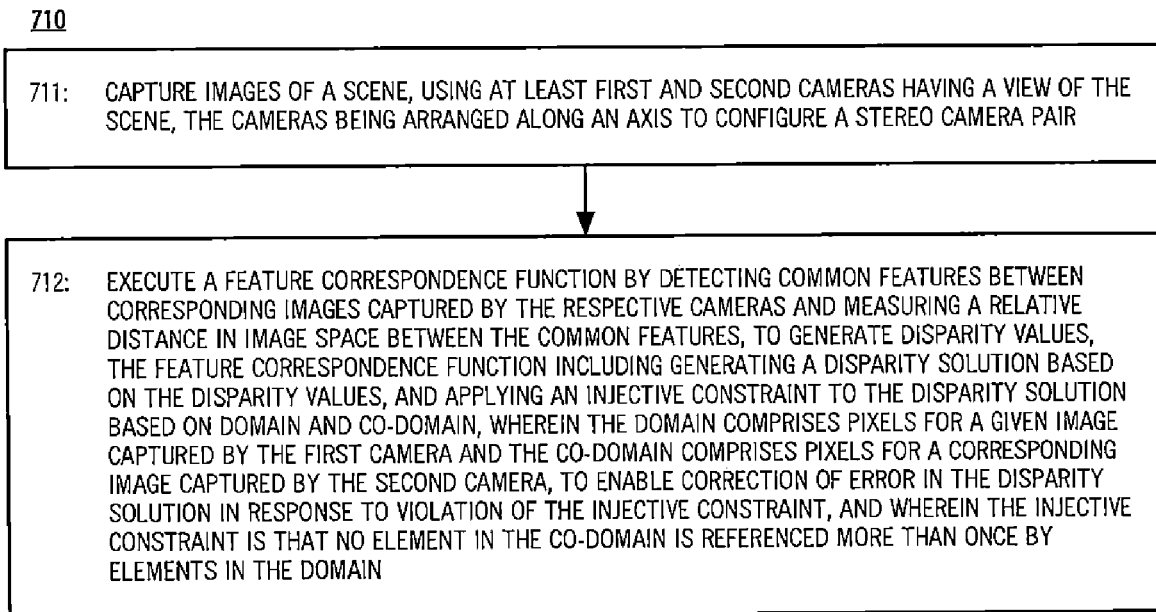 710
711: CAPTURE IMAGES OF A SCENE, USING AT LEAST FIRST AND SECOND CAMERAS HAVING A VIEW OF THE
SCENE, THE CAMERAS BEING ARRANGED ALONG AN AXIS TO CONFIGURE A STEREO CAMERA PAIR
712: EXECUTE A FEATURE CORRESPONDENCE FUNCTION BY DETECTING COMMON FEATURES BETWEEN
CORRESPONDING IMAGES CAPTURED BY THE RESPECTIVE CAMERAS AND MEASURING A RELATIVE
DISTANCE IN IMAGE SPACE BETWEEN THE COMMON FEATURES, TO GENERATE DISPARITY VALUES,
THE FEATURE CORRESPONDENCE FUNCTION INCLUDING GENERATING A DISPARITY SOLUTION BASED
ON THE DISPARITY VALUES, AND APPLYING AN INJECTIVE CONSTRAINT TO THE DISPARITY SOLUTION
BASED ON DOMAIN AND CO-DOMAIN, WHEREIN THE DOMAIN COMPRISES PIXELS FOR A GIVEN IMAGE
CAPTURED BY THE FIRST CAMERA AND THE CO-DOMAIN COMPRISES PIXELS FOR A CORRESPONDING
IMAGE CAPTURED BY THE SECOND CAMERA, TO ENABLE CORRECTION OF ERROR IN THE DISPARITY
SOLUTION IN RESPONSE TO VIOLATION OF THE INJECTIVE CONSTRAINT, AND WHEREIN THE INJECTIVE
CONSTRAINT IS THAT NO ELEMENT IN THE CO-DOMAIN IS REFERENCED MORE THAN ONCE BY
ELEMENTS IN THE DOMAIN